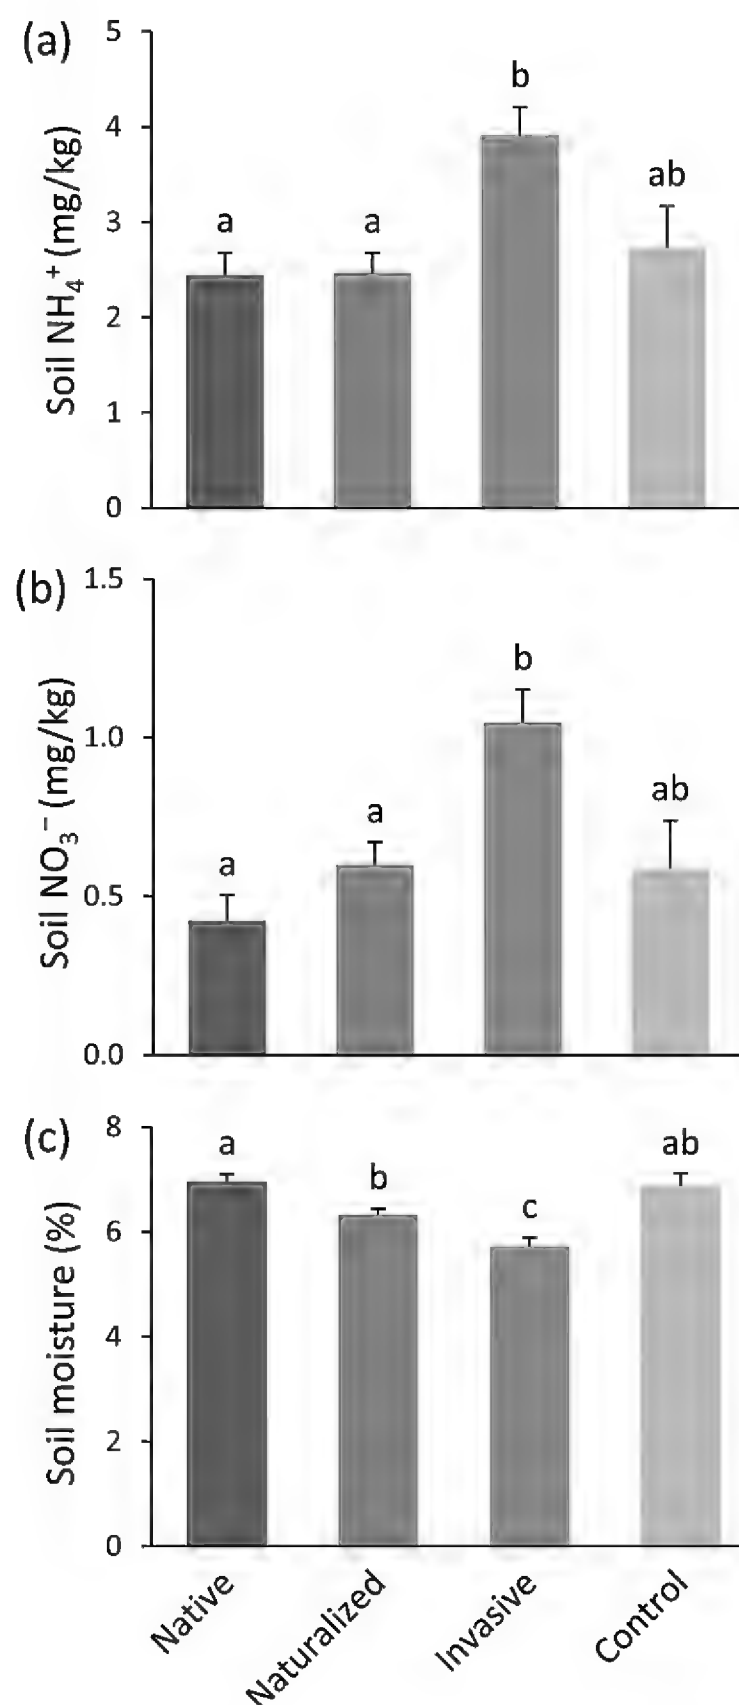 (a)
Soil NH₄⁺ (mg/kg)
5
4
3
2
1
0
a
a
b
ab
(b)
Soil NO₃⁻ (mg/kg)
1.5
1.0
0.5
0.0
a
a
b
ab
(c)
Soil moisture (%)
8
6
4
2
0
a
b
c
ab
Native
Naturalized
Invasive
Control